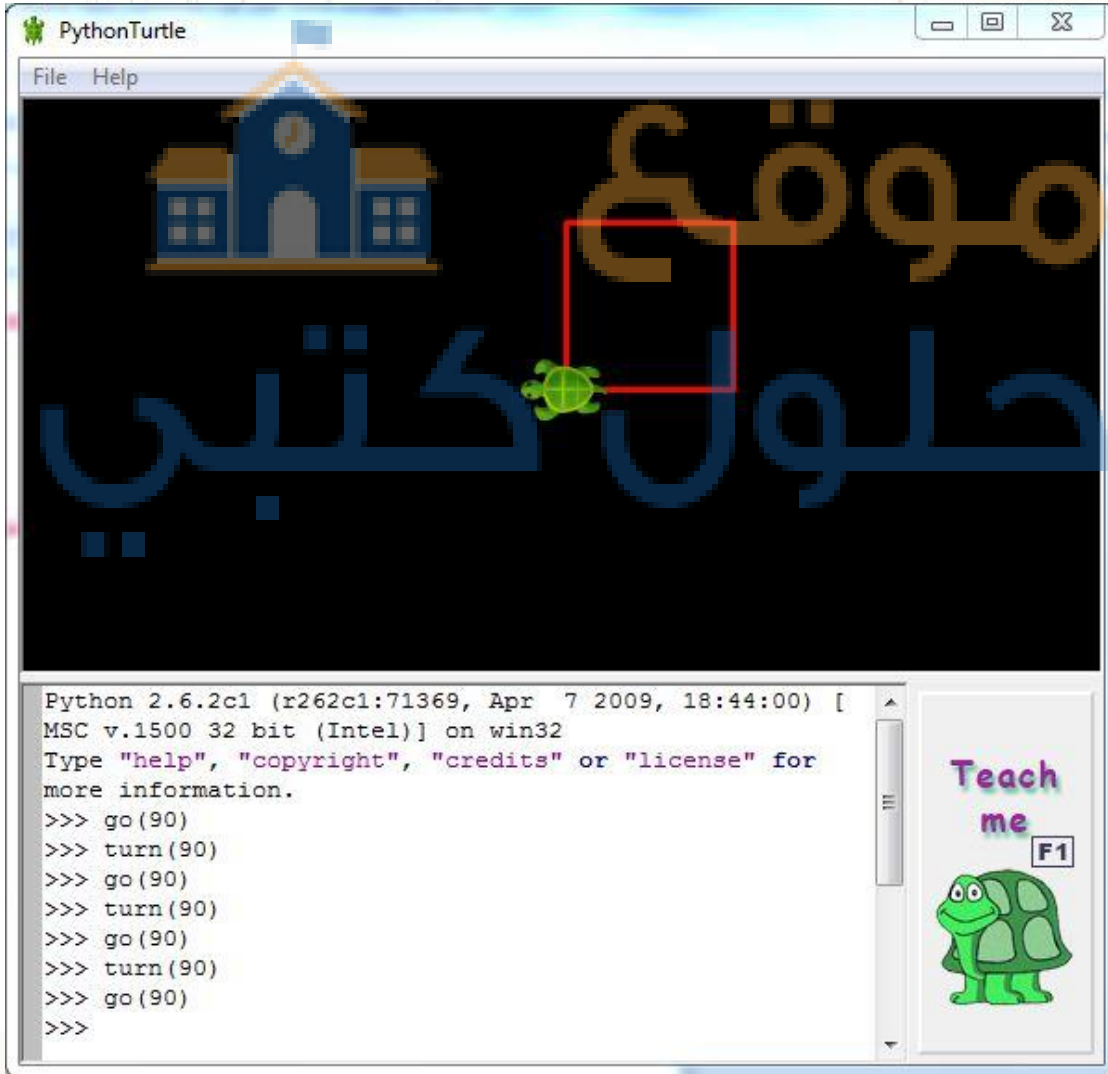 PythonTurtle
File Help
موقع
حلول كتبي
Python 2.6.2c1 (r262c1:71369, Apr  7 2009, 18:44:00) [
MSC v.1500 32 bit (Intel)] on win32
Type "help", "copyright", "credits" or "license" for
more information.
>>> go(90)
>>> turn(90)
>>> go(90)
>>> turn(90)
>>> go(90)
>>> turn(90)
>>> go(90)
>>>
Teach
me
F1